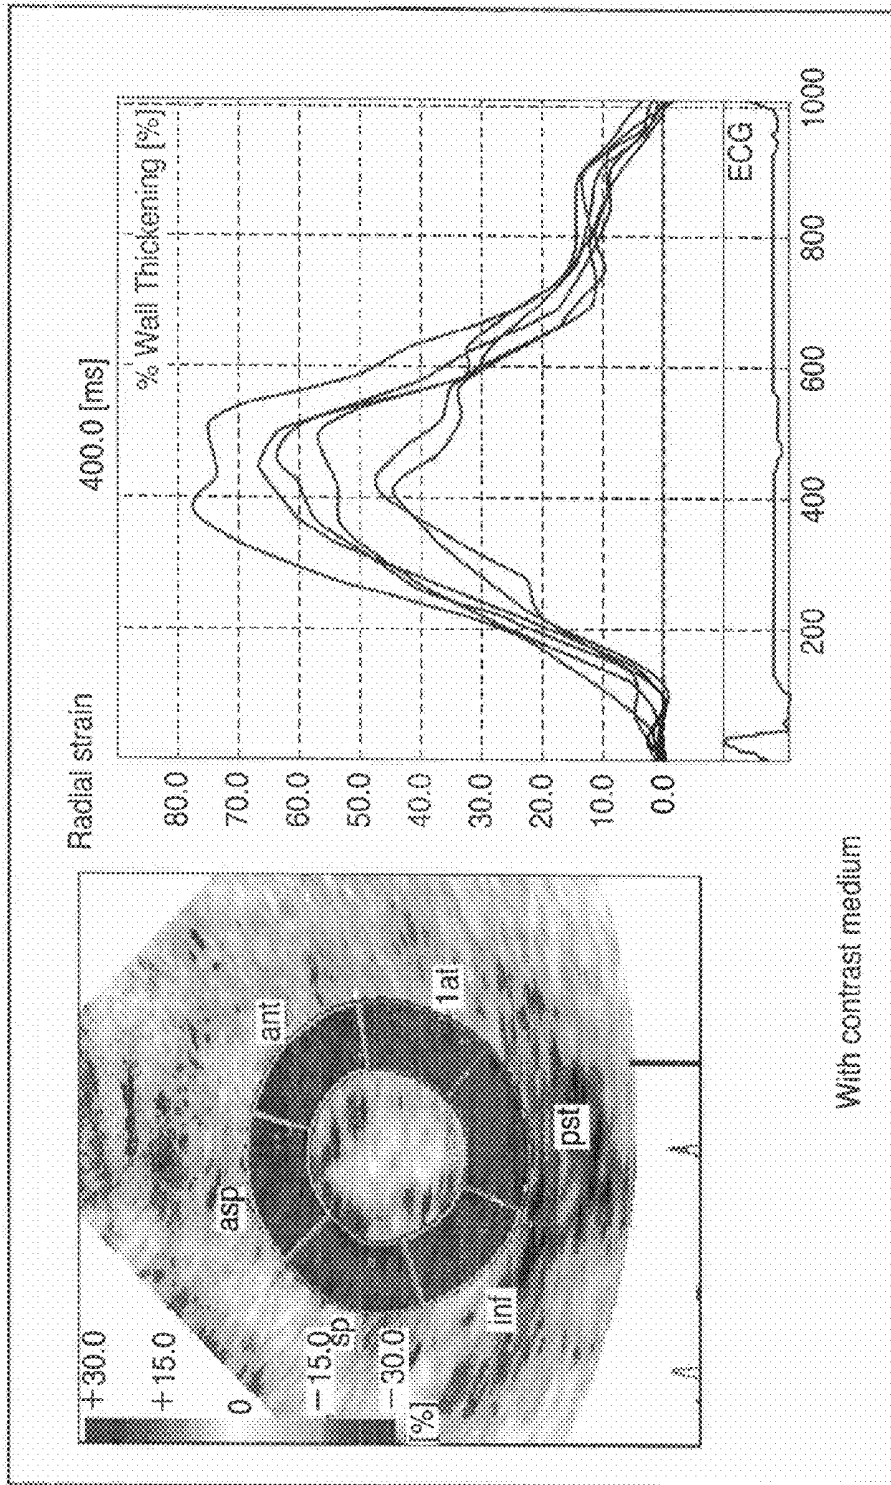 +30.0
+15.0
0
−15.0
−30.0
[%]
asp
ant
sp
1at
inf
pst
Radial strain
400.0 [ms]
% Wall Thickening [%]
80.0
70.0
60.0
50.0
40.0
30.0
20.0
10.0
0.0
ECG
200
400
600
800
1000
With contrast medium